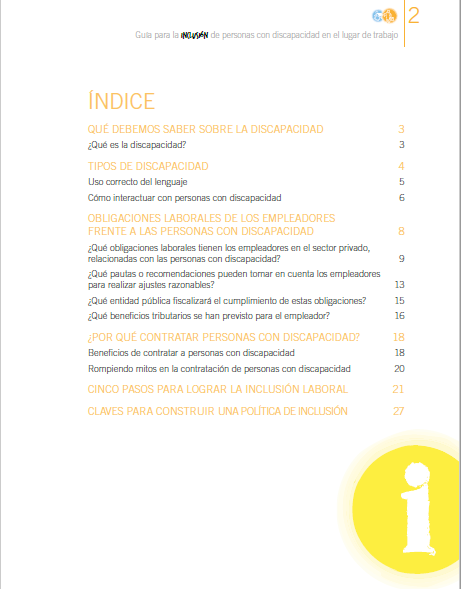 2
Guía para la INCLUSIÓN de personas con discapacidad en el lugar de trabajo
ÍNDICE
QUÉ DEBEMOS SABER SOBRE LA DISCAPACIDAD 3
¿Qué es la discapacidad? 3
TIPOS DE DISCAPACIDAD 4
Uso correcto del lenguaje 5
Cómo interactuar con personas con discapacidad 6
OBLIGACIONES LABORALES DE LOS EMPLEADORES
FRENTE A LAS PERSONAS CON DISCAPACIDAD 8
¿Qué obligaciones laborales tienen los empleadores en el sector privado,
relacionadas con las personas con discapacidad? 9
¿Qué pautas o recomendaciones pueden tomar en cuenta los empleadores
para realizar ajustes razonables? 13
¿Qué entidad pública fiscalizará el cumplimiento de estas obligaciones? 15
¿Qué beneficios tributarios se han previsto para el empleador? 16
¿POR QUÉ CONTRATAR PERSONAS CON DISCAPACIDAD? 18
Beneficios de contratar a personas con discapacidad 18
Rompiendo mitos en la contratación de personas con discapacidad 20
CINCO PASOS PARA LOGRAR LA INCLUSIÓN LABORAL 21
CLAVES PARA CONSTRUIR UNA POLÍTICA DE INCLUSIÓN 27
i